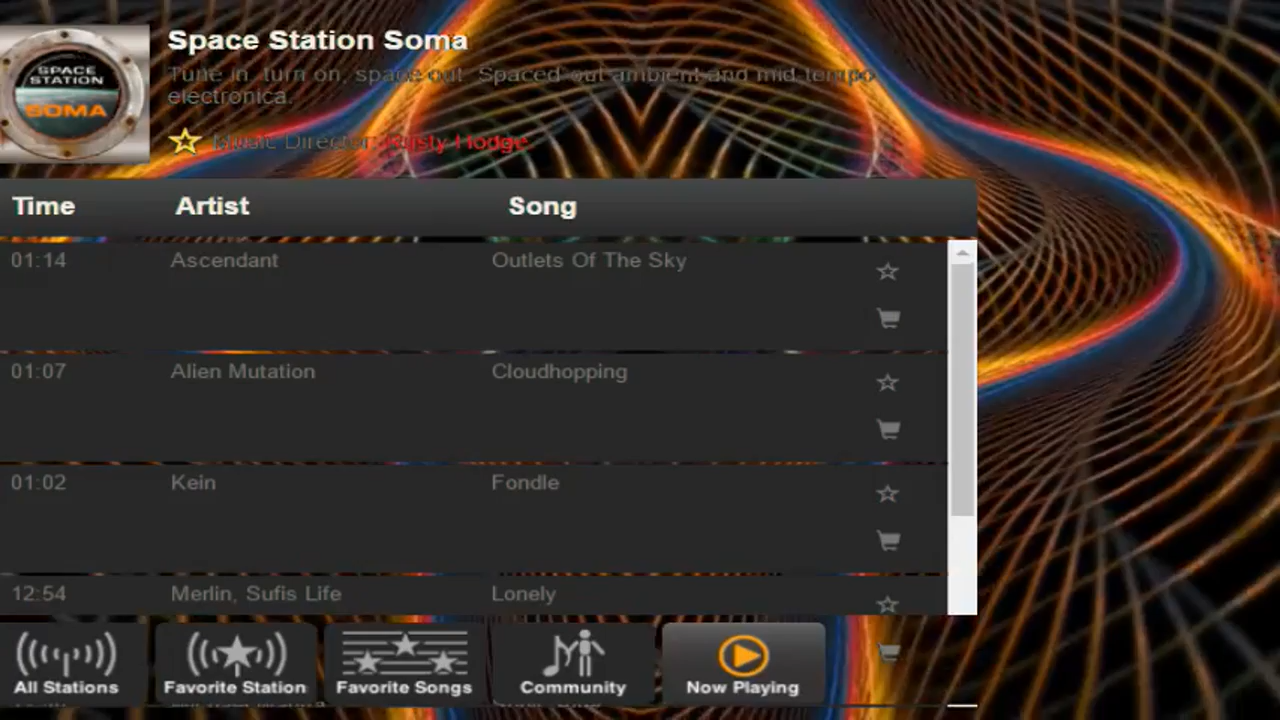 SPACE
STATION
SOMA
Space Station Soma
Tune in, turn on, space out. Spaced-out ambient and mid-tempo
electronica.
Music Director: Rusty Hodge
Time Artist Song
01:14 Ascendant Outlets Of The Sky
01:07 Alien Mutation Cloudhopping
01:02 Kein Fondle
12:54 Merlin, Sufis Life Lonely
All Stations Favorite Station Favorite Songs Community Now Playing